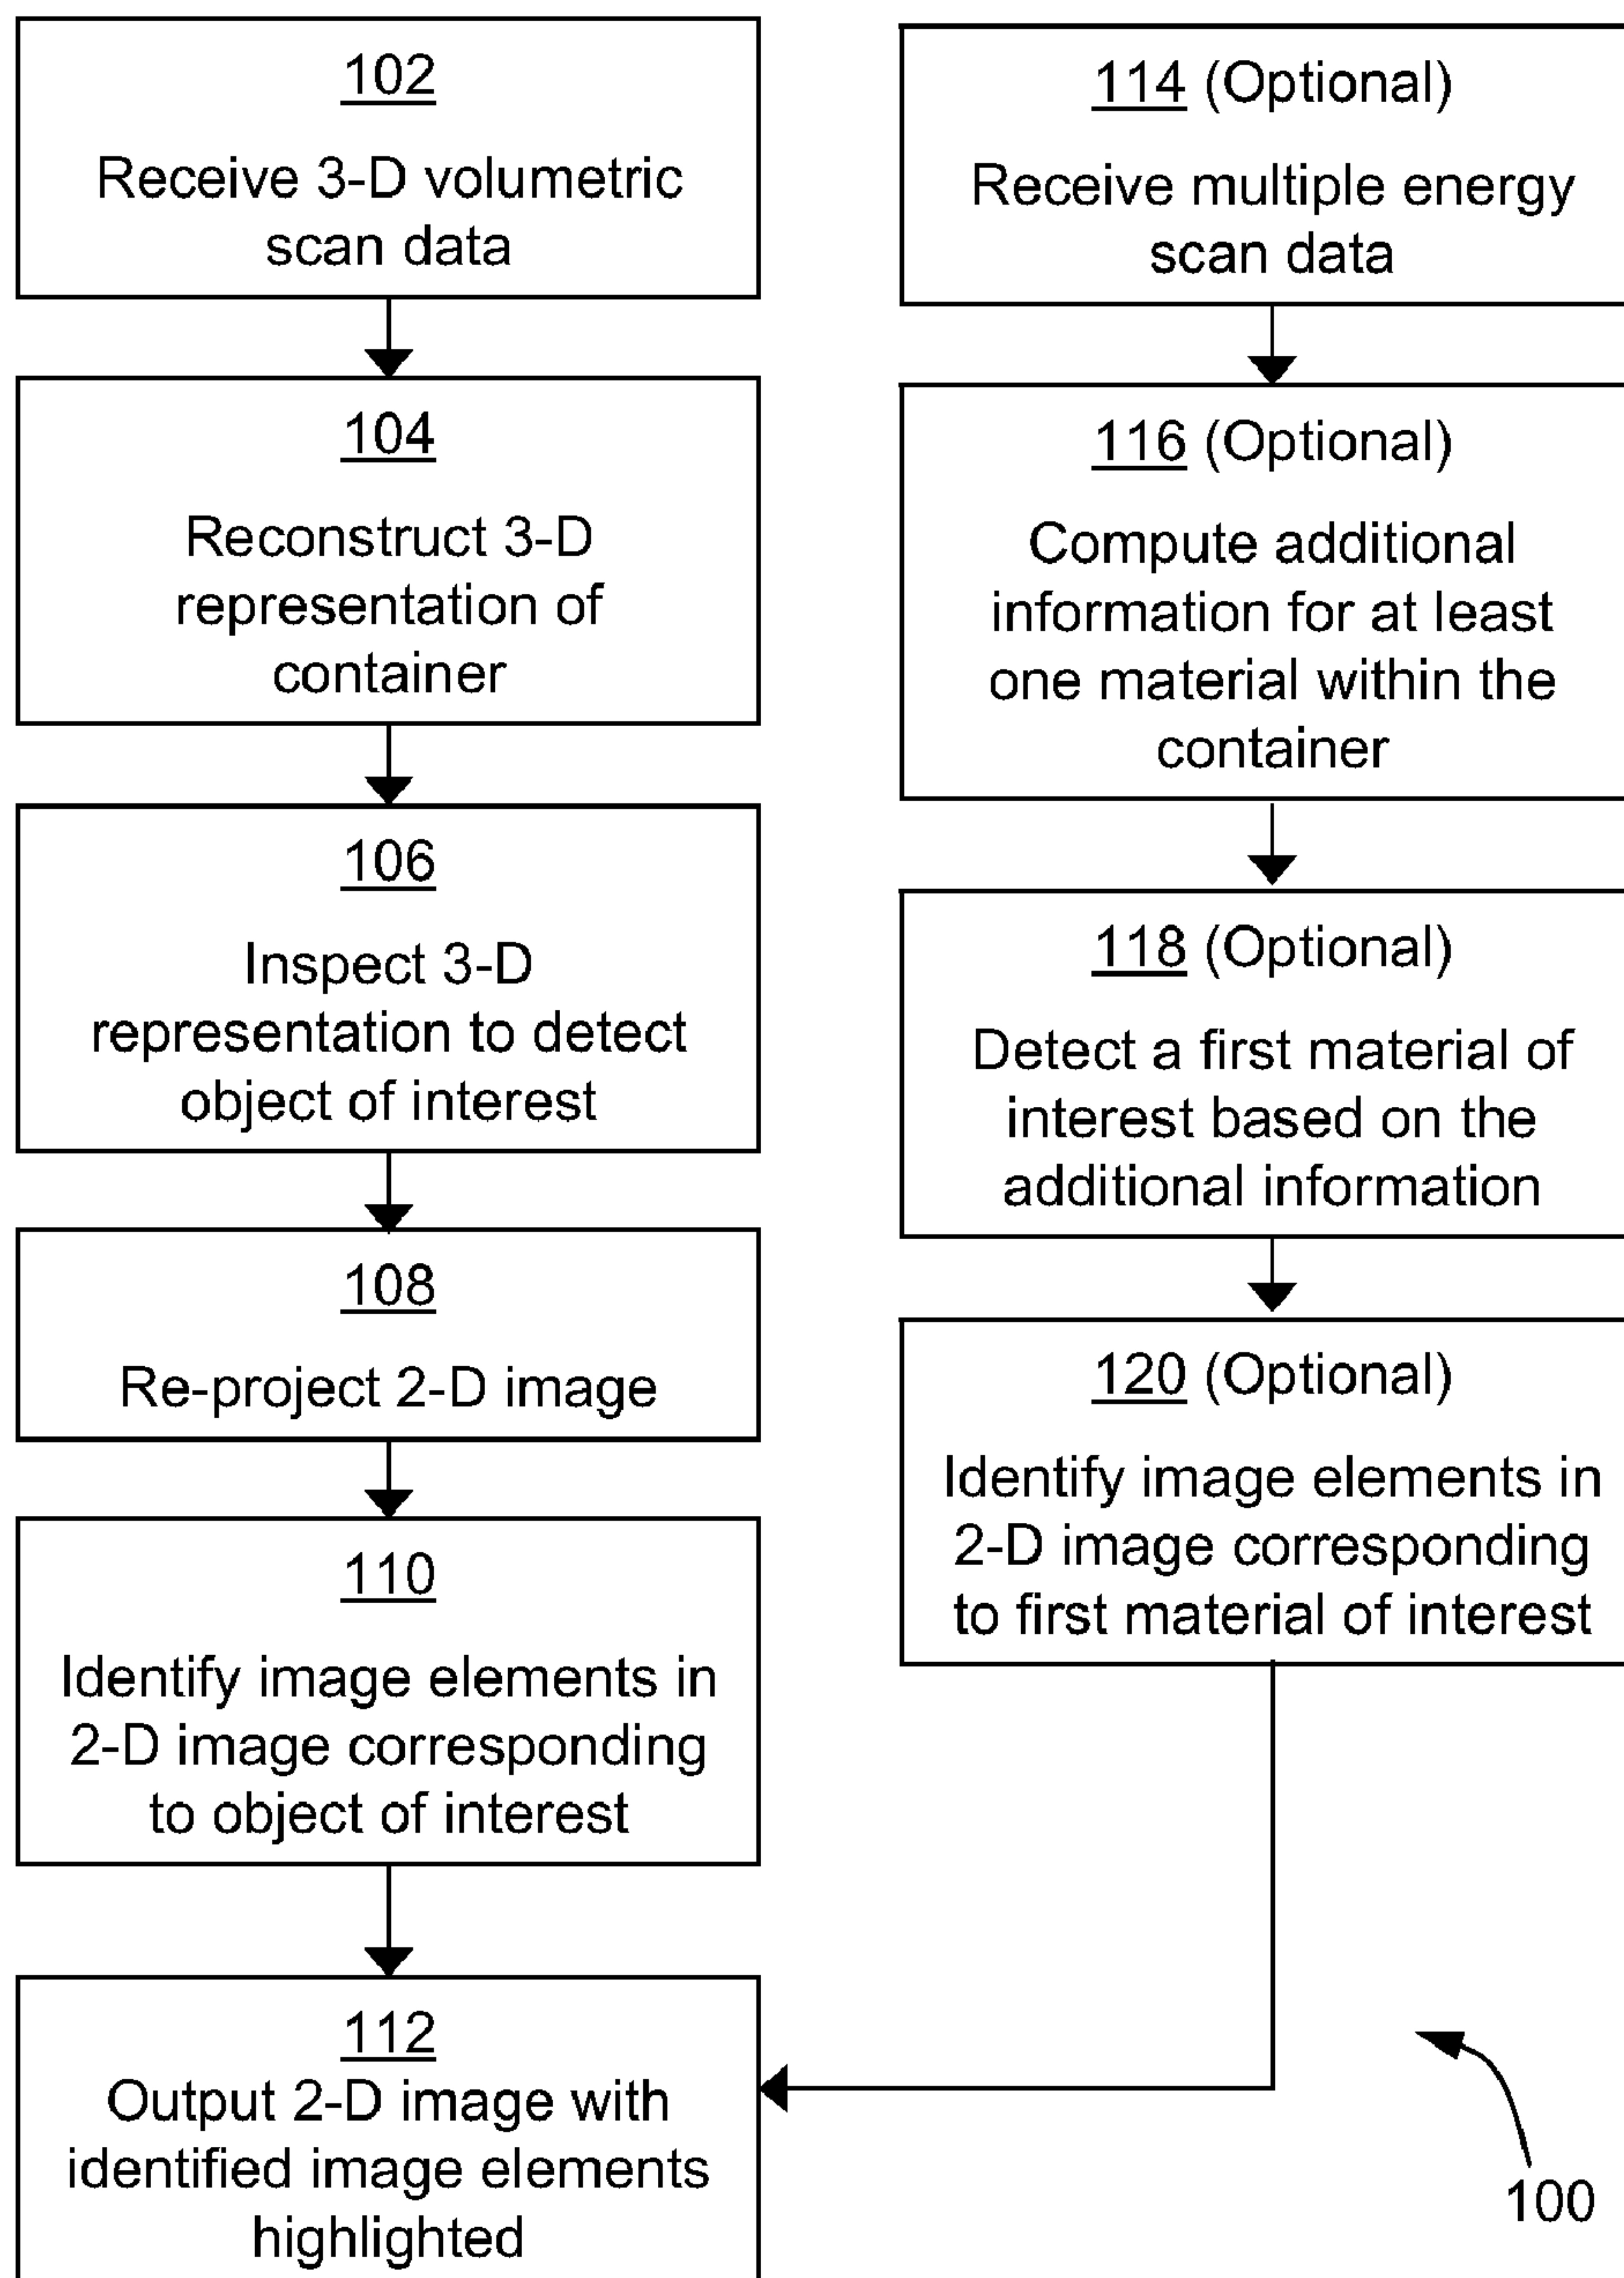 102
Receive 3-D volumetric
scan data
104
Reconstruct 3-D
representation of
container
106
Inspect 3-D
representation to detect
object of interest
108
Re-project 2-D image
110
Identify image elements in
2-D image corresponding
to object of interest
112
Output 2-D image with
identified image elements
highlighted
114 (Optional)
Receive multiple energy
scan data
116 (Optional)
Compute additional
information for at least
one material within the
container
118 (Optional)
Detect a first material of
interest based on the
additional information
120 (Optional)
Identify image elements in
2-D image corresponding
to first material of interest
100